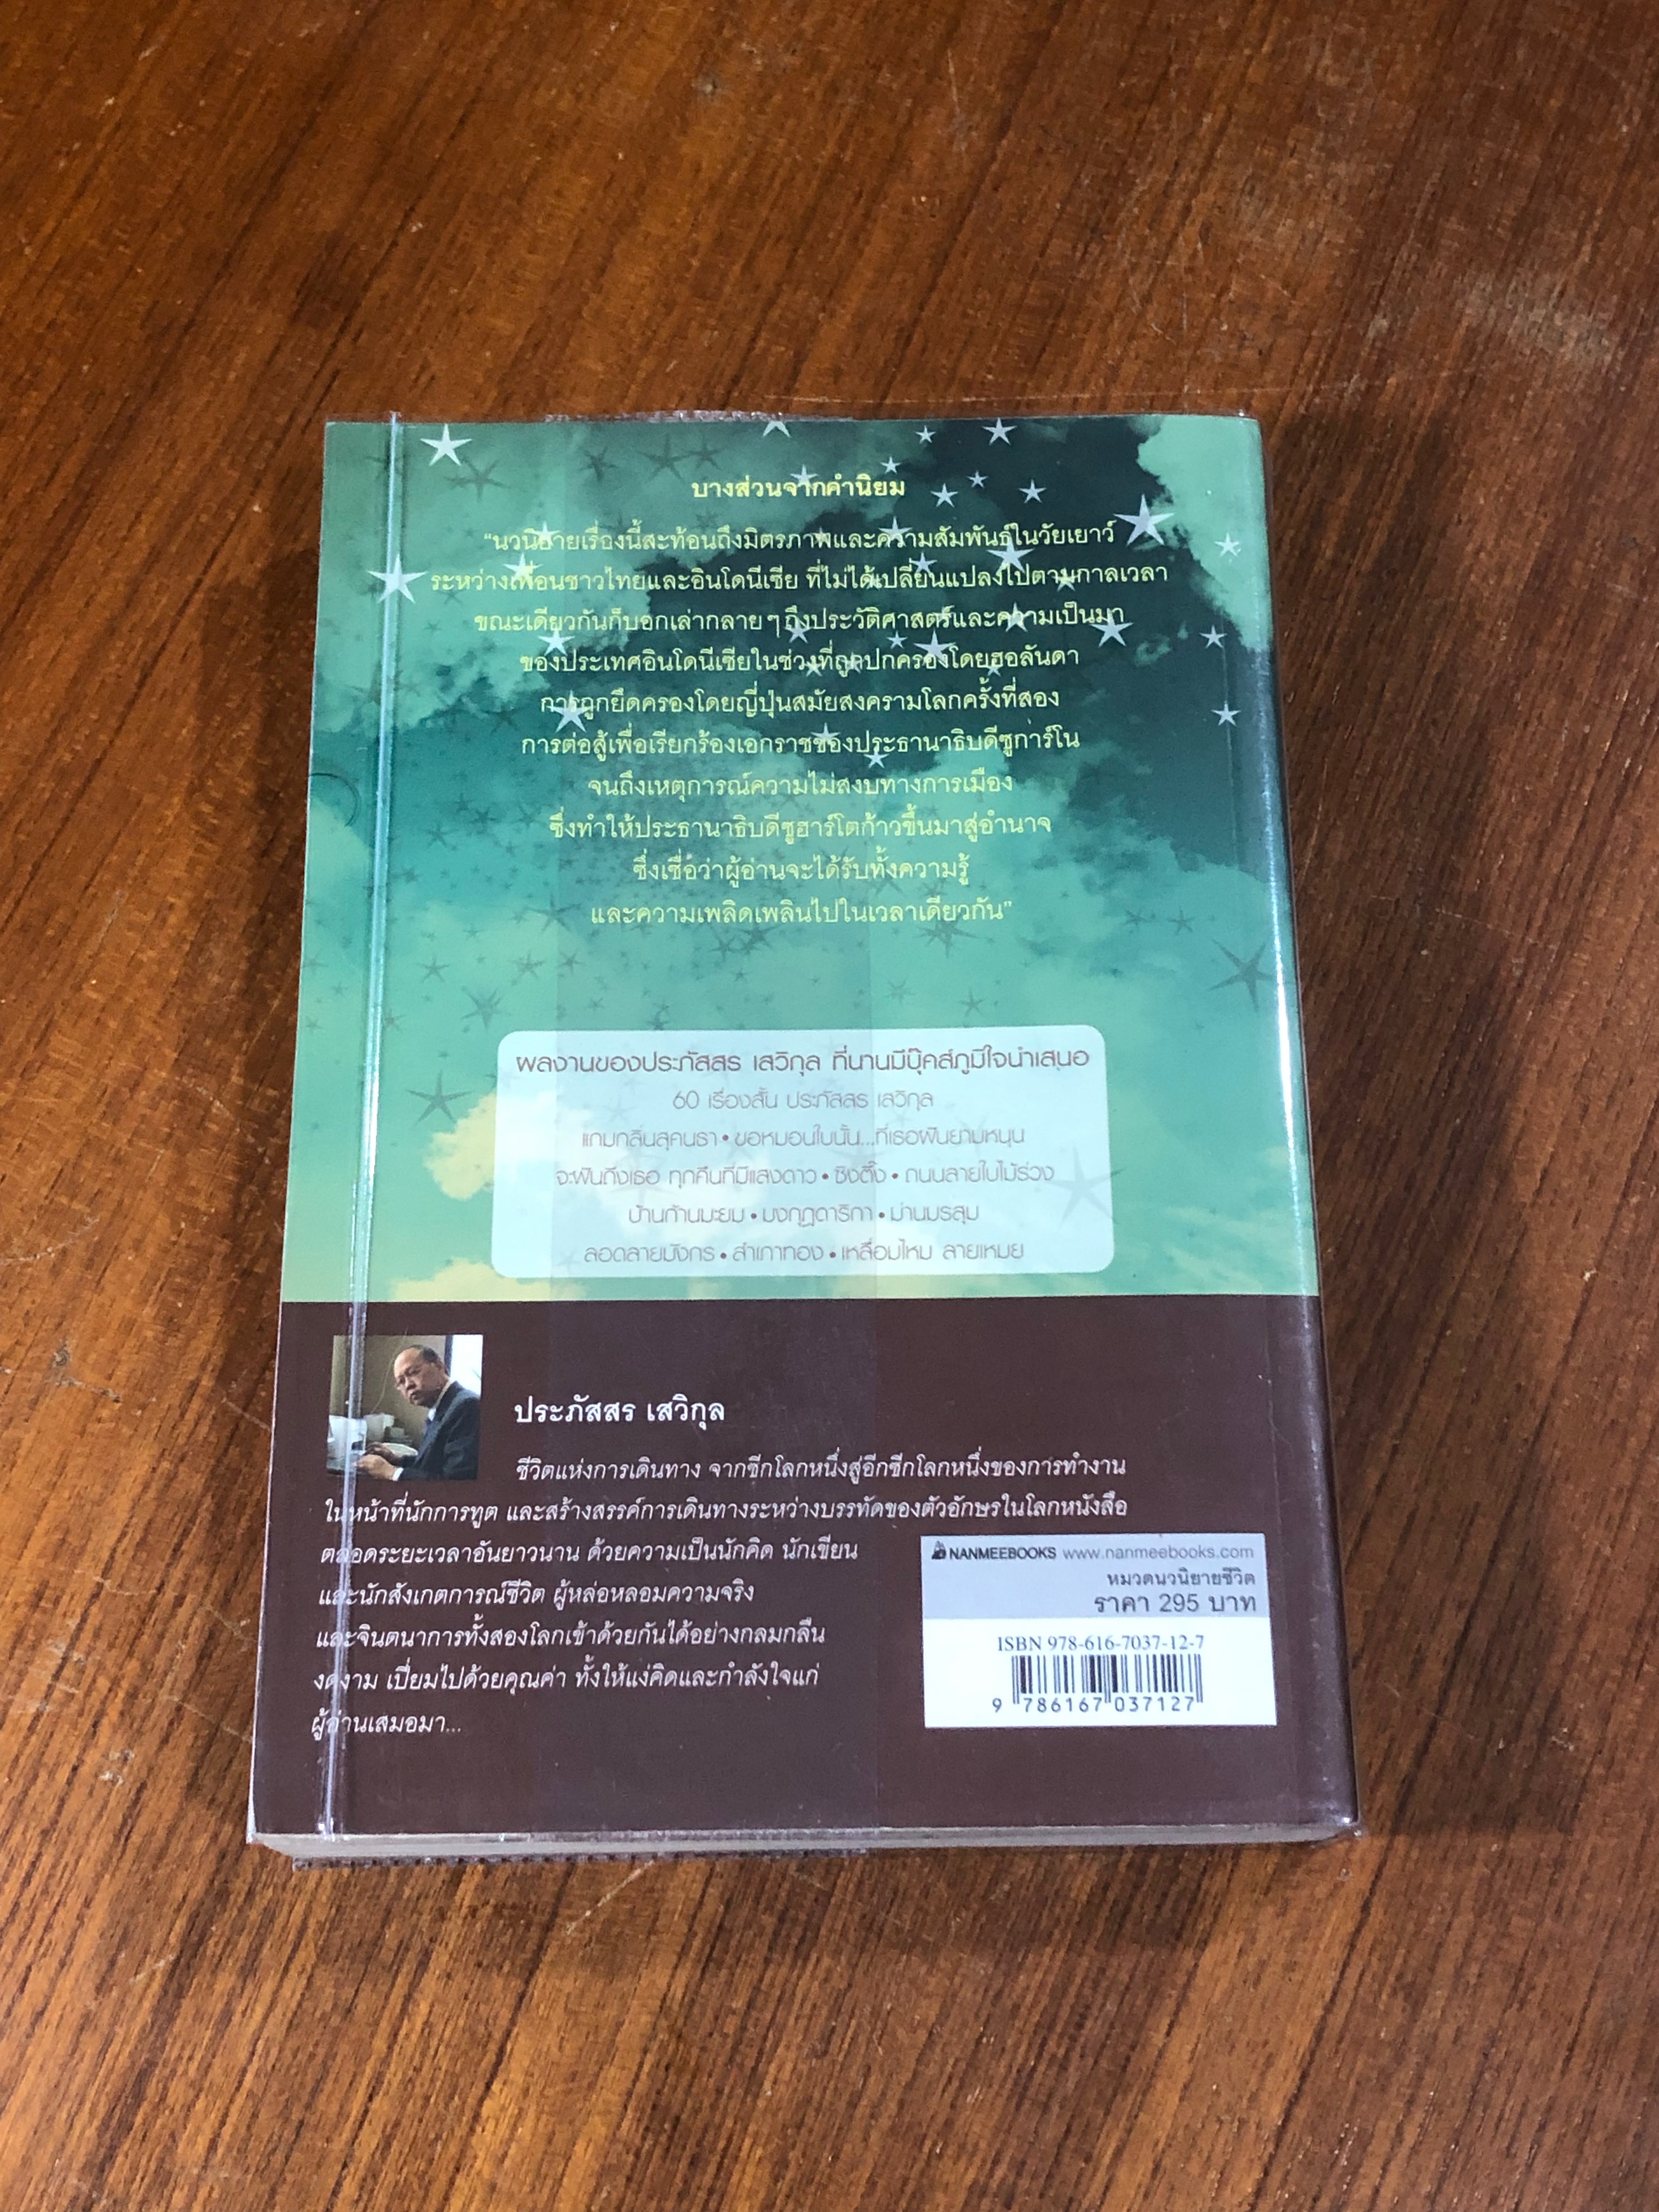 บางส่วนจากคำนิยม
“นวนิยายเรื่องนี้สะท้อนถึงมิตรภาพและความสัมพันธ์ในวัยเยาว์
ระหว่างเพื่อนชาวไทยและอินโดนีเซีย ที่ไม่ได้เปลี่ยนแปลงไปตามกาลเวลา
ขณะเดียวกันก็บอกเล่ากลาย ๆ ถึงประวัติศาสตร์และความเป็นมา
ของประเทศอินโดนีเซียในช่วงที่ถูกปกครองโดยฮอลันดา
การถูกยึดครองโดยญี่ปุ่นสมัยสงครามโลกครั้งที่สอง
การต่อสู้เพื่อเรียกร้องเอกราชของประธานาธิบดีซูการ์โน
จนถึงเหตุการณ์ความไม่สงบทางการเมือง
ซึ่งทำให้ประธานาธิบดีซูฮาร์โตก้าวขึ้นมาสู่อำนาจ
ซึ่งเชื่อว่าผู้อ่านจะได้รับทั้งความรู้
และความเพลิดเพลินไปในเวลาเดียวกัน”
ผลงานของประภัสสร เสวิกุล ที่นานมีบุ๊คส์ภูมิใจนำเสนอ
60 เรื่องสั้น ประภัสสร เสวิกุล
แกมกลิ่นสุคนธา • ขอหมอนใบนั้น...ที่เธอฝันยามหนุน
จะฝันถึงเธอ ทุกคืนที่มีแสงดาว • ชิงตึ๊ง • ถนนสายใบไม้ร่วง
บ้านก้านมะยม • มงกุฎดาริกา • ม่านมรสุม
ลอดลายมังกร • สำเภาทอง • เหลื่อมไหม ลายเหมย
ประภัสสร เสวิกุล
ชีวิตแห่งการเดินทาง จากซีกโลกหนึ่งสู่อีกซีกโลกหนึ่งของการทำงาน
ในหน้าที่นักการทูต และสร้างสรรค์การเดินทางระหว่างบรรทัดของตัวอักษรในโลกหนังสือ
ตลอดระยะเวลาอันยาวนาน ด้วยความเป็นนักคิด นักเขียน
และนักสังเกตการณ์ชีวิต ผู้หล่อหลอมความจริง
และจินตนาการทั้งสองโลกเข้าด้วยกันได้อย่างกลมกลืน
งดงาม เปี่ยมไปด้วยคุณค่า ทั้งให้แง่คิดและกำลังใจแก่
ผู้อ่านเสมอมา...
NANMEEBOOKS www.nanmeebooks.com
หมวดนวนิยายชีวิต
ราคา 295 บาท
ISBN 978-616-7037-12-7
9 786167 037127